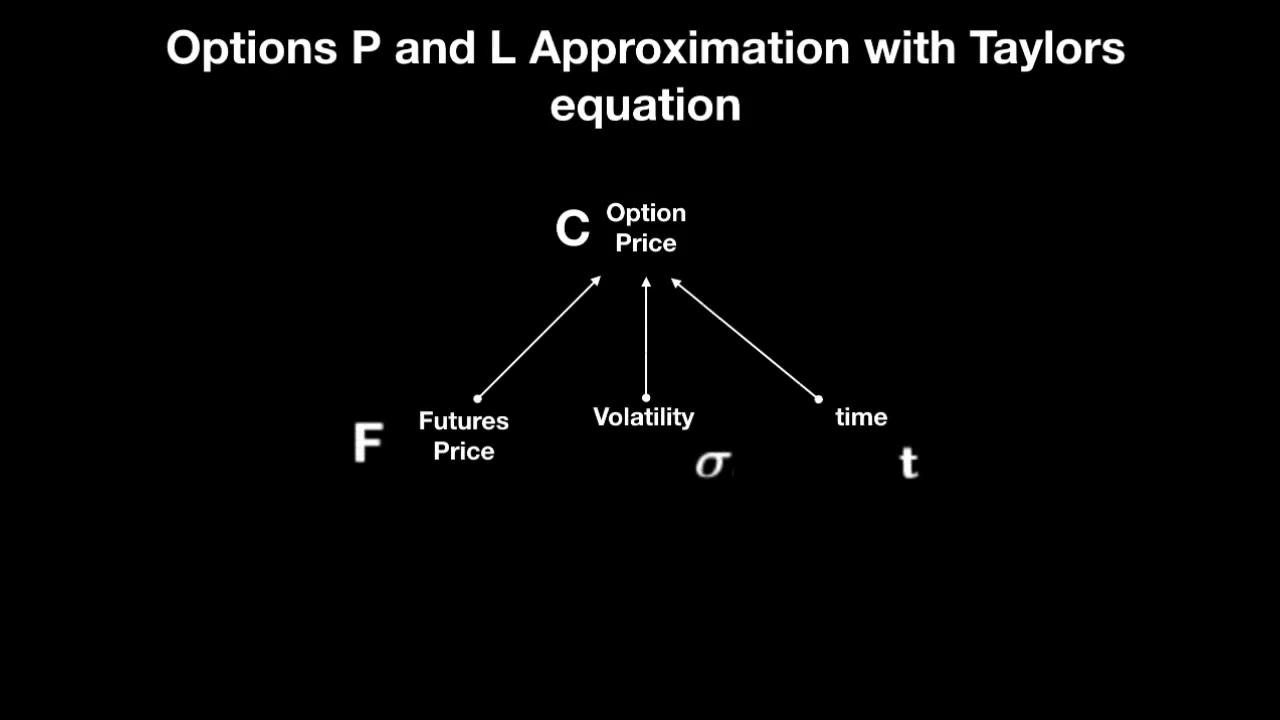 Options P and L Approximation with Taylors
equation
C
Option
Price
Futures
Price
F
Volatility
σ
time
t